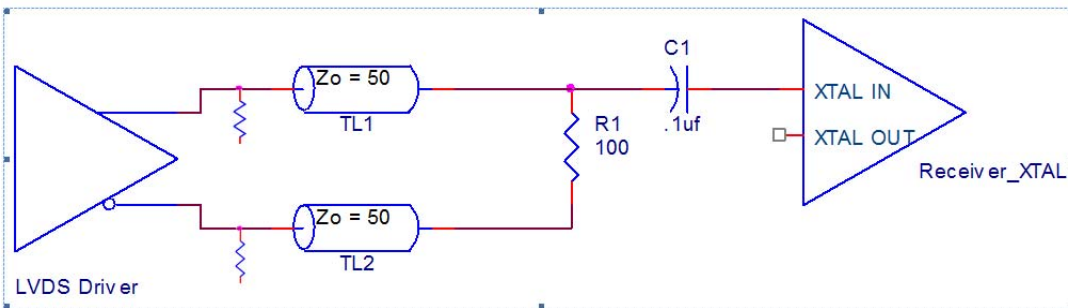 Zo = 50
TL1
C1
.1uf
XTAL IN
R1
100
XTAL OUT
Receiver_XTAL
Zo = 50
TL2
LVDS Driver